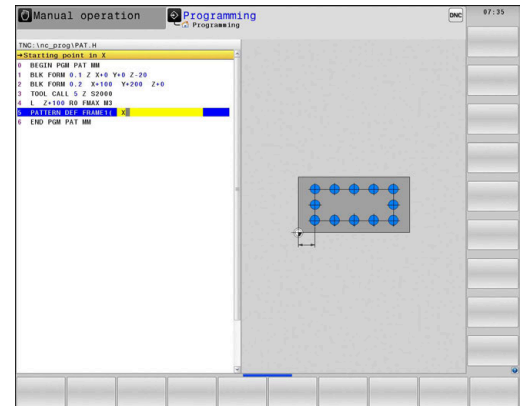 Manual operation
Programming
Programming
DNC
07:35
TNC:\nc_prog\PAT.H
→Starting point in X
0 BEGIN PGM PAT MM
1 BLK FORM 0.1 Z X+0 Y+0 Z-20
2 BLK FORM 0.2 X+100 Y+200 Z+0
3 TOOL CALL 5 Z S2000
4 L Z+100 R0 FMAX M3
5 PATTERN DEF FRAME1( X
6 END PGM PAT MM